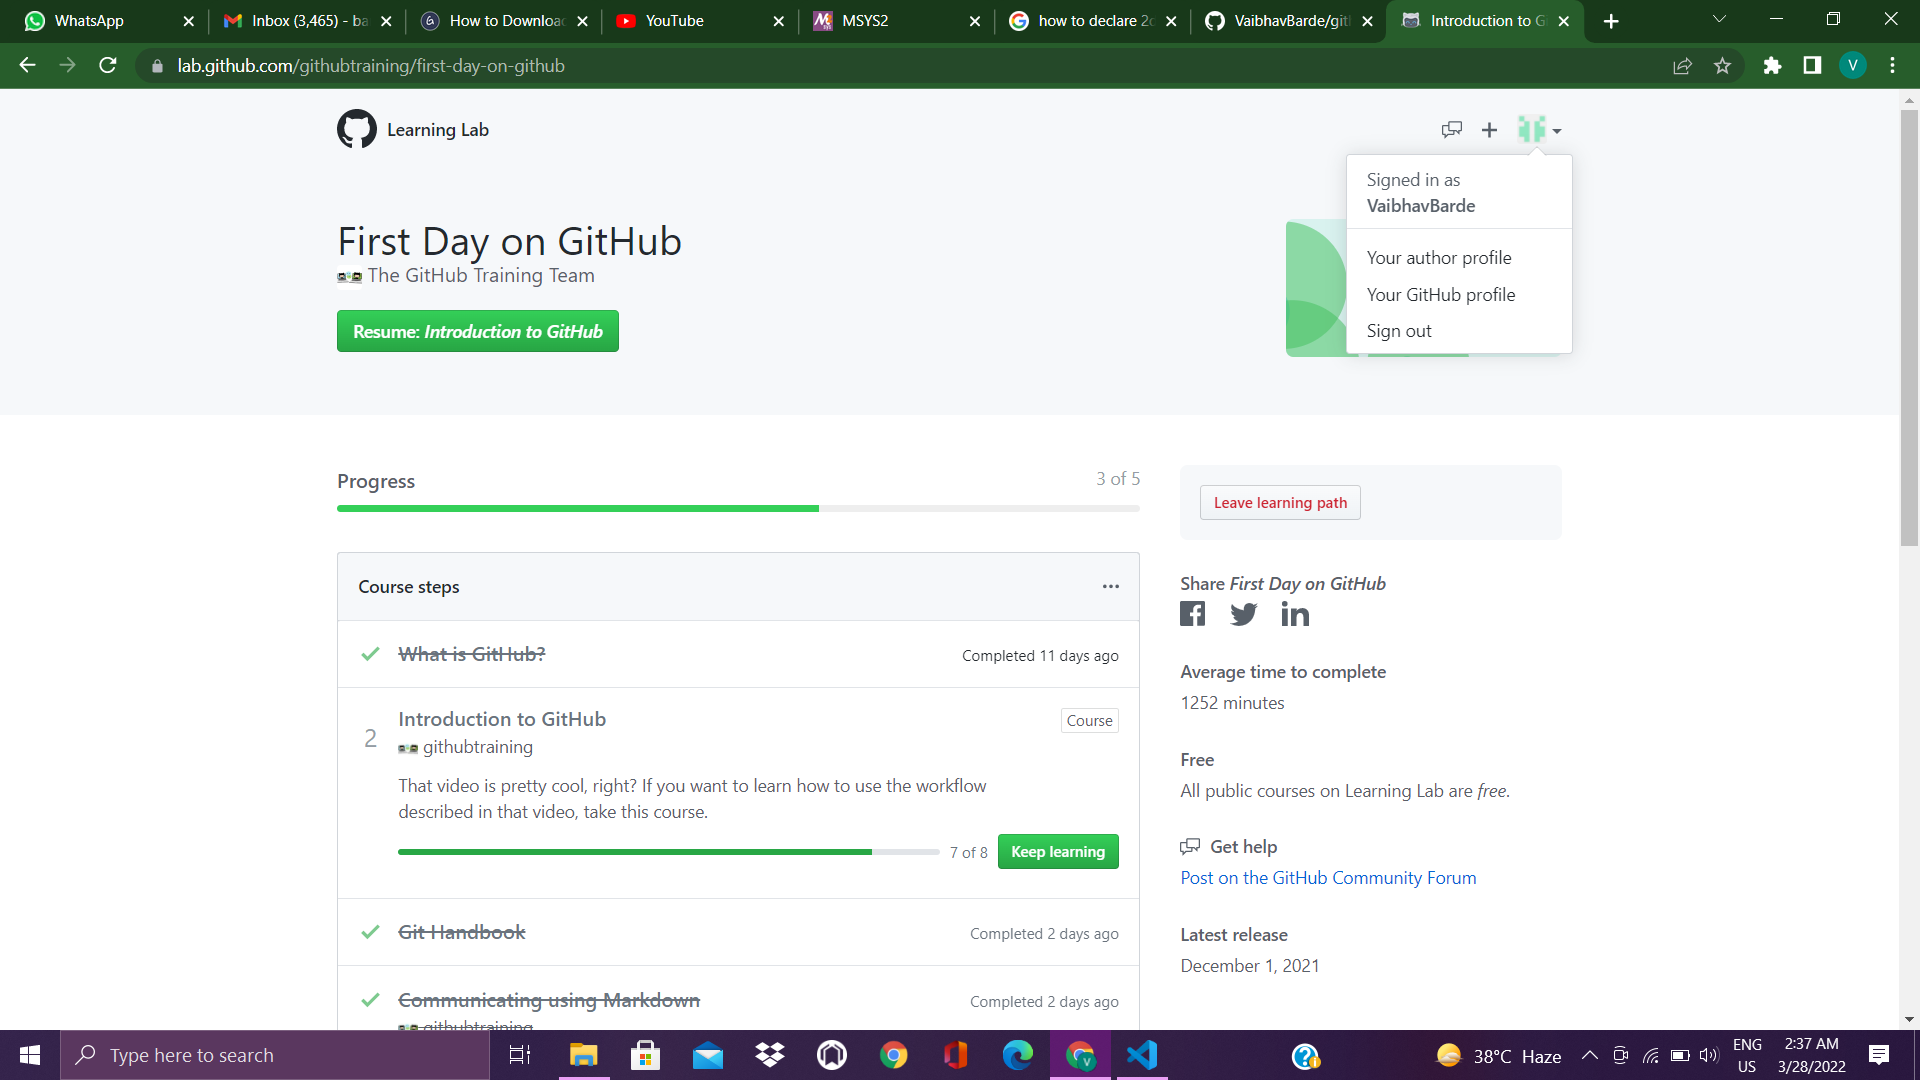 WhatsApp
Inbox (3,465) - ba
How to Downloa
YouTube
MSYS2
how to declare 2d
VaibhavBarde/git
Introduction to G
lab.github.com/githubtraining/first-day-on-github
V
Learning Lab
Signed in as
VaibhavBarde
Your author profile
Your GitHub profile
Sign out
First Day on GitHub
The GitHub Training Team
Resume: Introduction to GitHub
Progress
3 of 5
Leave learning path
Course steps
What is GitHub?
Completed 11 days ago
2
Introduction to GitHub
Course
githubtraining
That video is pretty cool, right? If you want to learn how to use the workflow
described in that video, take this course.
7 of 8
Keep learning
Git Handbook
Completed 2 days ago
Communicating using Markdown
Completed 2 days ago
githubtraining
Share First Day on GitHub
Average time to complete
1252 minutes
Free
All public courses on Learning Lab are free.
Get help
Post on the GitHub Community Forum
Latest release
December 1, 2021
Type here to search
38°C Haze
ENG
US
2:37 AM
3/28/2022